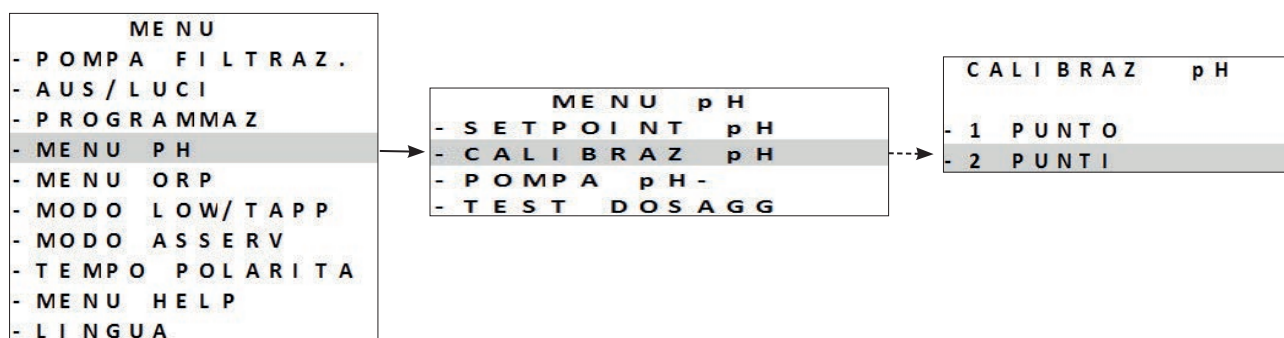 MENU
- POMPA FILTRAZ.
- AUS/LUCI
- PROGRAMMAZ
- MENU PH
- MENU ORP
- MODO LOW/TAPP
- MODO ASSERV
- TEMPO POLARITA
- MENU HELP
- LINGUA
MENU pH
- SETPOINT pH
- CALIBRAZ pH
- POMPA pH-
- TEST DOSAGG
CALIBRAZ pH
- 1 PUNTO
- 2 PUNTI